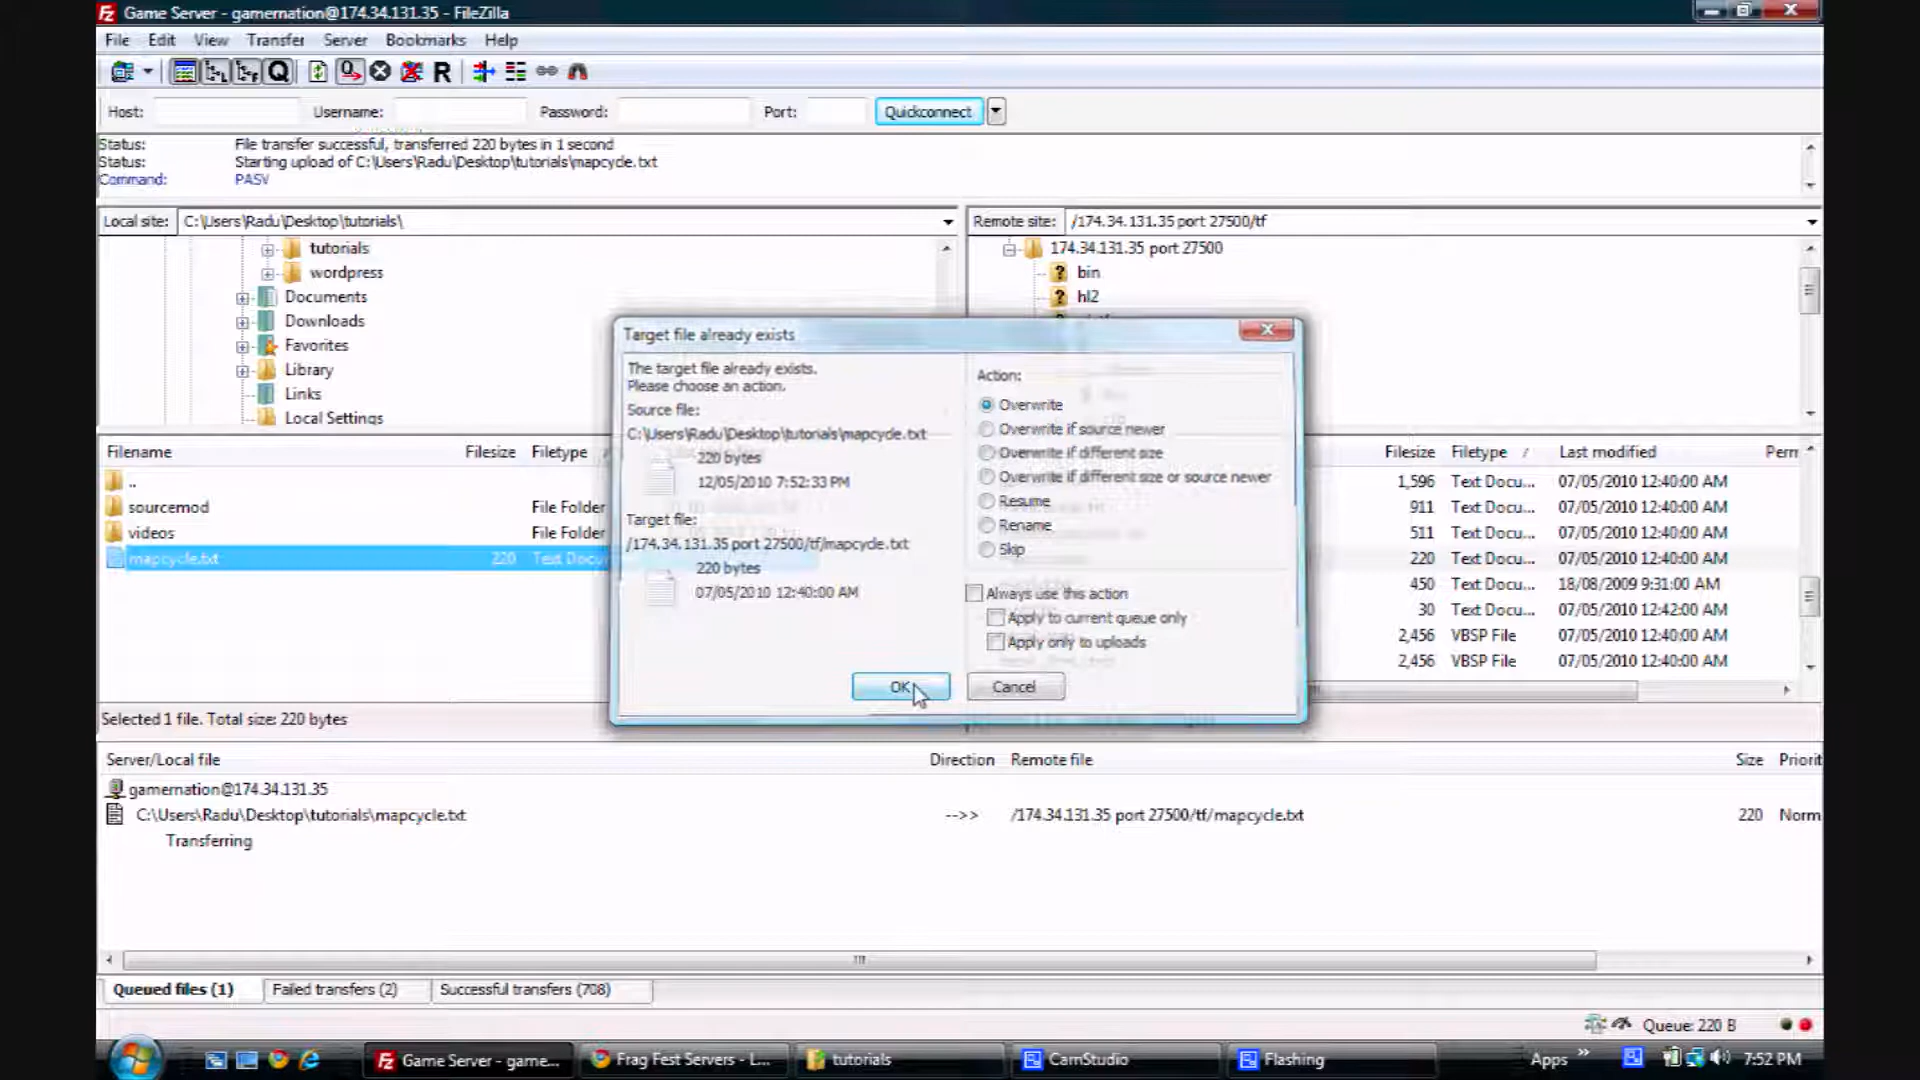 Game Server - gamernation@174.34.131.35 - FileZilla
File Edit View Transfer Server Bookmarks Help
Host: Username: Password: Port: Quickconnect
Status: File transfer successful, transferred 220 bytes in 1 second
Status: Starting upload of C:\Users\Radu\Desktop\tutorials\mapcycle.txt
Command: PASV
Local site: C:\Users\Radu\Desktop\tutorials\
tutorials
wordpress
Documents
Downloads
Favorites
Library
Links
Local Settings
Remote site: /174.34.131.35 port 27500/tf
174.34.131.35 port 27500
bin
hl2
Filename Filesize Filetype
..
sourcemod File Folder
videos File Folder
mapcycle.txt 220 Text Docu
Selected 1 file. Total size: 220 bytes
Target file already exists
The target file already exists.
Please choose an action.
Source file:
C:\Users\Radu\Desktop\tutorials\mapcycle.txt
220 bytes
12/05/2010 7:52:33 PM
Target file:
/174.34.131.35 port 27500/tf/mapcycle.txt
220 bytes
07/05/2010 12:40:00 AM
Action:
Overwrite
Overwrite if source newer
Overwrite if different size
Overwrite if different size or source newer
Resume
Rename
Skip
Always use this action
Apply to current queue only
Apply only to uploads
OK Cancel
Filesize Filetype / Last modified Perm
1,596 Text Docu... 07/05/2010 12:40:00 AM
911 Text Docu... 07/05/2010 12:40:00 AM
511 Text Docu... 07/05/2010 12:40:00 AM
220 Text Docu... 07/05/2010 12:40:00 AM
450 Text Docu... 18/08/2009 9:31:00 AM
30 Text Docu... 07/05/2010 12:42:00 AM
2,456 VBSP File 07/05/2010 12:40:00 AM
2,456 VBSP File 07/05/2010 12:40:00 AM
Server/Local file Direction Remote file Size Priorit
gamernation@174.34.131.35
C:\Users\Radu\Desktop\tutorials\mapcycle.txt -->> /174.34.131.35 port 27500/tf/mapcycle.txt 220 Norm
Transferring
Queued files (1) Failed transfers (2) Successful transfers (708)
Queue: 220 B
Game Server - game... Frag Fest Servers - L... tutorials CamStudio Flashing Apps » 7:52 PM